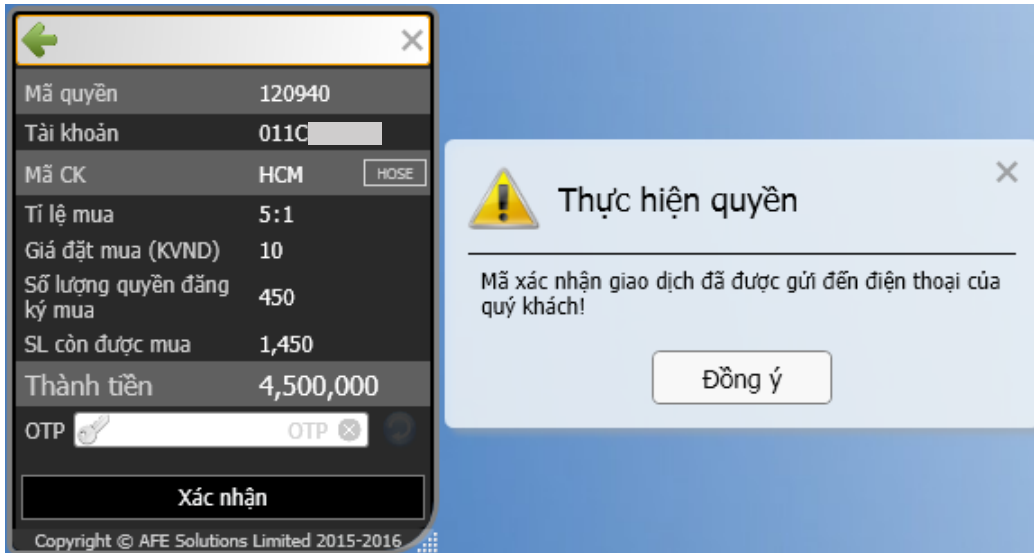 Mã quyền 120940
Tài khoản 011C
Mã CK HCM HOSE
Tỉ lệ mua 5:1
Giá đặt mua (KVND) 10
Số lượng quyền đăng
ký mua 450
SL còn được mua 1,450
Thành tiền 4,500,000
OTP OTP
Xác nhận
Copyright © AFE Solutions Limited 2015-2016
Thực hiện quyền
Mã xác nhận giao dịch đã được gửi đến điện thoại của
quý khách!
Đồng ý